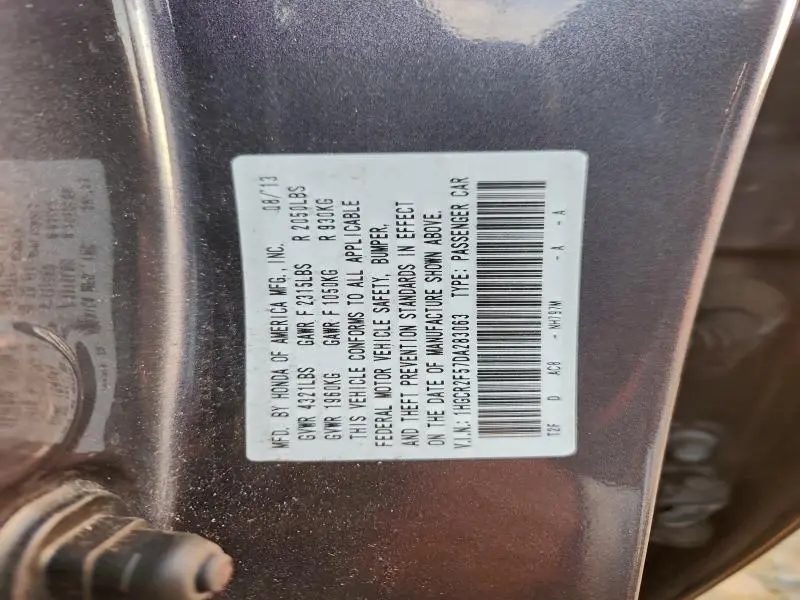 MFD. BY HONDA OF AMERICA MFG., INC. 08/13
GVWR 4321LBS GAWR F 2315LBS R 2050LBS
GVWR 1960KG GAWR F 1050KG R 930KG
THIS VEHICLE CONFORMS TO ALL APPLICABLE
FEDERAL MOTOR VEHICLE SAFETY, BUMPER,
AND THEFT PREVENTION STANDARDS IN EFFECT
ON THE DATE OF MANUFACTURE SHOWN ABOVE.
V.I.N.: 1HGCR2F57DA283063 TYPE: PASSENGER CAR
T2F D AC8 - NH797M - A - A